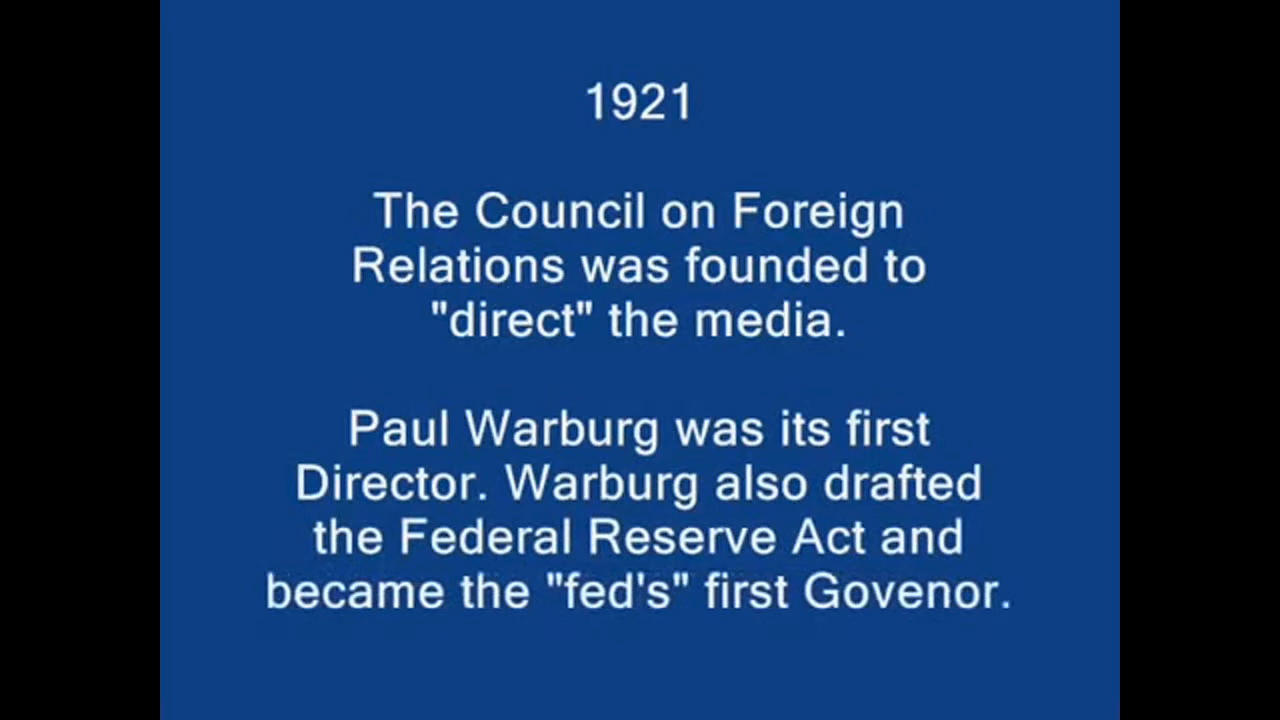 1921
The Council on Foreign
Relations was founded to
"direct" the media.
Paul Warburg was its first
Director. Warburg also drafted
the Federal Reserve Act and
became the "fed's" first Govenor.